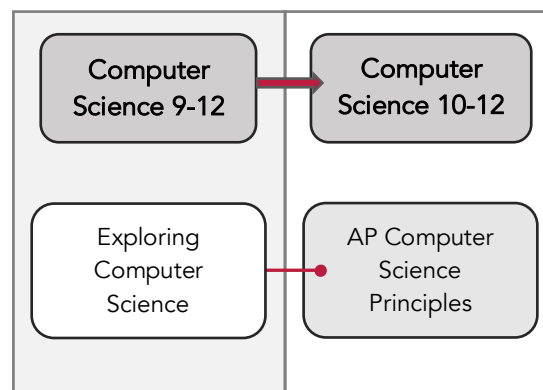 Computer
Science 9-12
Computer
Science 10-12
Exploring
Computer
Science
AP Computer
Science
Principles